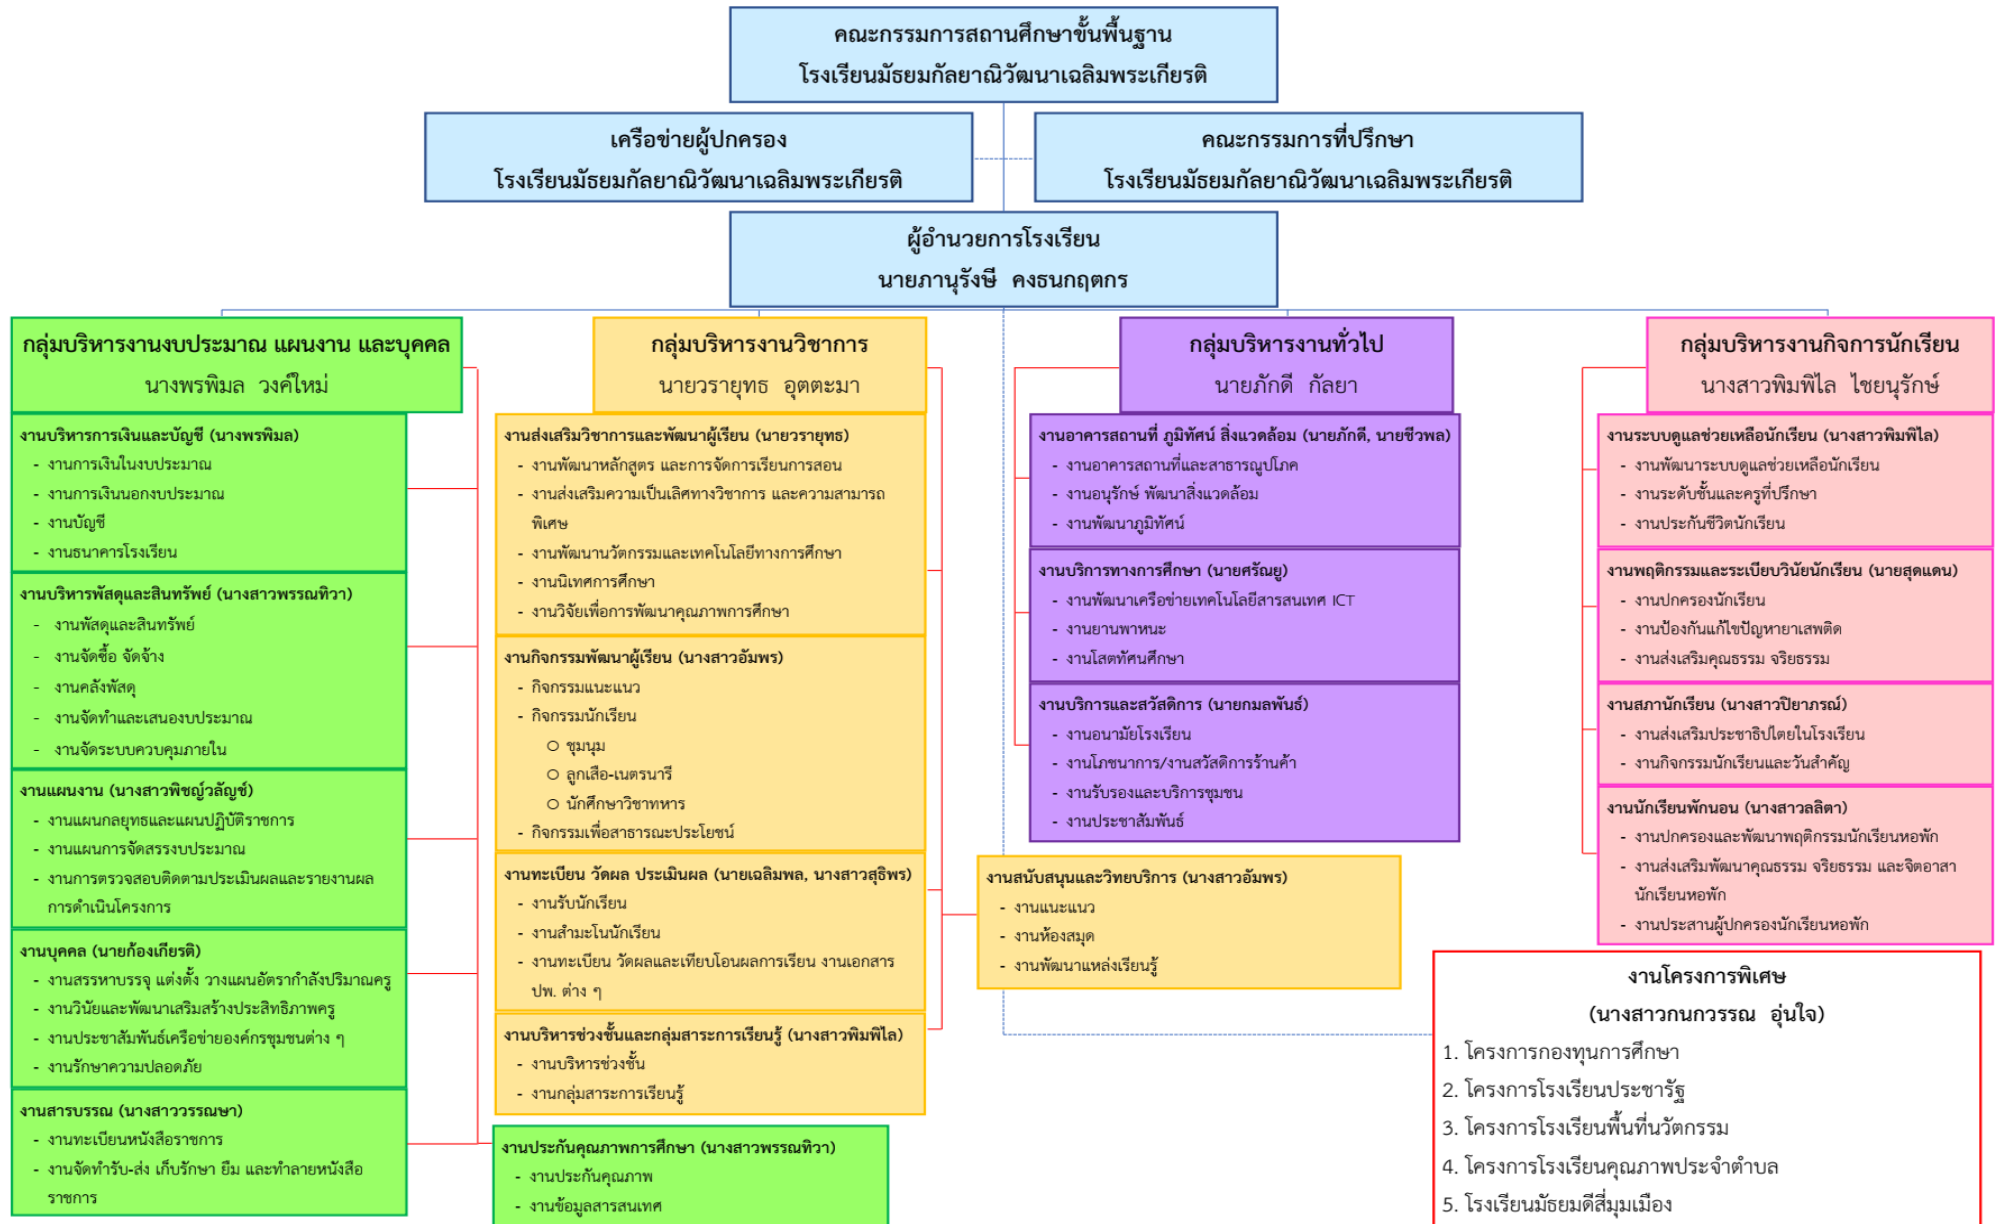 คณะกรรมการสถานศึกษาขั้นพื้นฐาน
โรงเรียนมัธยมกัลยาณิวัฒนาเฉลิมพระเกียรติ
เครือข่ายผู้ปกครอง
โรงเรียนมัธยมกัลยาณิวัฒนาเฉลิมพระเกียรติ
คณะกรรมการที่ปรึกษา
โรงเรียนมัธยมกัลยาณิวัฒนาเฉลิมพระเกียรติ
ผู้อำนวยการโรงเรียน
นายภานุรังษี คงธนกฤตกร
กลุ่มบริหารงานงบประมาณ แผนงาน และบุคคล
นางพรพิมล วงค์ใหม่
งานบริหารการเงินและบัญชี (นางพรพิมล)
- งานการเงินในงบประมาณ
- งานการเงินนอกงบประมาณ
- งานบัญชี
- งานธนาคารโรงเรียน
งานบริหารพัสดุและสินทรัพย์ (นางสาวพรรณทิวา)
- งานพัสดุและสินทรัพย์
- งานจัดซื้อ จัดจ้าง
- งานคลังพัสดุ
- งานจัดทำและเสนองบประมาณ
- งานจัดระบบควบคุมภายใน
งานแผนงาน (นางสาวพิชญ์วลัญช์)
- งานแผนกลยุทธและแผนปฏิบัติราชการ
- งานแผนการจัดสรรงบประมาณ
- งานการตรวจสอบติดตามประเมินผลและรายงานผล
การดำเนินโครงการ
งานบุคคล (นายก้องเกียรติ)
- งานสรรหาบรรจุ แต่งตั้ง วางแผนอัตรากำลังปริมาณครู
- งานวินัยและพัฒนาเสริมสร้างประสิทธิภาพครู
- งานประชาสัมพันธ์เครือข่ายองค์กรชุมชนต่าง ๆ
- งานรักษาความปลอดภัย
งานสารบรรณ (นางสาววรรณษา)
- งานทะเบียนหนังสือราชการ
- งานจัดทำรับ-ส่ง เก็บรักษา ยืม และทำลายหนังสือ
ราชการ
กลุ่มบริหารงานวิชาการ
นายวรายุทธ อุตตะมา
งานส่งเสริมวิชาการและพัฒนาผู้เรียน (นายวรายุทธ)
- งานพัฒนาหลักสูตร และการจัดการเรียนการสอน
- งานส่งเสริมความเป็นเลิศทางวิชาการ และความสามารถ
พิเศษ
- งานพัฒนานวัตกรรมและเทคโนโลยีทางการศึกษา
- งานนิเทศการศึกษา
- งานวิจัยเพื่อการพัฒนาคุณภาพการศึกษา
งานกิจกรรมพัฒนาผู้เรียน (นางสาวอัมพร)
- กิจกรรมแนะแนว
- กิจกรรมนักเรียน
○ ชุมนุม
○ ลูกเสือ-เนตรนารี
○ นักศึกษาวิชาทหาร
- กิจกรรมเพื่อสาธารณะประโยชน์
งานทะเบียน วัดผล ประเมินผล (นายเฉลิมพล, นางสาวสุธิพร)
- งานรับนักเรียน
- งานสำมะโนนักเรียน
- งานทะเบียน วัดผลและเทียบโอนผลการเรียน งานเอกสาร
ปพ. ต่าง ๆ
งานบริหารช่วงชั้นและกลุ่มสาระการเรียนรู้ (นางสาวพิมพิไล)
- งานบริหารช่วงชั้น
- งานกลุ่มสาระการเรียนรู้
งานประกันคุณภาพการศึกษา (นางสาวพรรณทิวา)
- งานประกันคุณภาพ
- งานข้อมูลสารสนเทศ
กลุ่มบริหารงานทั่วไป
นายภักดี กัลยา
งานอาคารสถานที่ ภูมิทัศน์ สิ่งแวดล้อม (นายภักดี, นายชีวพล)
- งานอาคารสถานที่และสาธารณูปโภค
- งานอนุรักษ์ พัฒนาสิ่งแวดล้อม
- งานพัฒนาภูมิทัศน์
งานบริการทางการศึกษา (นายศรัณยู)
- งานพัฒนาเครือข่ายเทคโนโลยีสารสนเทศ ICT
- งานยานพาหนะ
- งานโสตทัศนศึกษา
งานบริการและสวัสดิการ (นายกมลพันธ์)
- งานอนามัยโรงเรียน
- งานโภชนาการ/งานสวัสดิการร้านค้า
- งานรับรองและบริการชุมชน
- งานประชาสัมพันธ์
งานสนับสนุนและวิทยบริการ (นางสาวอัมพร)
- งานแนะแนว
- งานห้องสมุด
- งานพัฒนาแหล่งเรียนรู้
กลุ่มบริหารงานกิจการนักเรียน
นางสาวพิมพิไล ไชยนุรักษ์
งานระบบดูแลช่วยเหลือนักเรียน (นางสาวพิมพิไล)
- งานพัฒนาระบบดูแลช่วยเหลือนักเรียน
- งานระดับชั้นและครูที่ปรึกษา
- งานประกันชีวิตนักเรียน
งานพฤติกรรมและระเบียบวินัยนักเรียน (นายสุดแดน)
- งานปกครองนักเรียน
- งานป้องกันแก้ไขปัญหายาเสพติด
- งานส่งเสริมคุณธรรม จริยธรรม
งานสภานักเรียน (นางสาวปิยาภรณ์)
- งานส่งเสริมประชาธิปไตยในโรงเรียน
- งานกิจกรรมนักเรียนและวันสำคัญ
งานนักเรียนพักนอน (นางสาวลลิตา)
- งานปกครองและพัฒนาพฤติกรรมนักเรียนหอพัก
- งานส่งเสริมพัฒนาคุณธรรม จริยธรรม และจิตอาสา
นักเรียนหอพัก
- งานประสานผู้ปกครองนักเรียนหอพัก
งานโครงการพิเศษ
(นางสาวกนกวรรณ อุ่นใจ)
1. โครงการกองทุนการศึกษา
2. โครงการโรงเรียนประชารัฐ
3. โครงการโรงเรียนพื้นที่นวัตกรรม
4. โครงการโรงเรียนคุณภาพประจำตำบล
5. โรงเรียนมัธยมดีสี่มุมเมือง